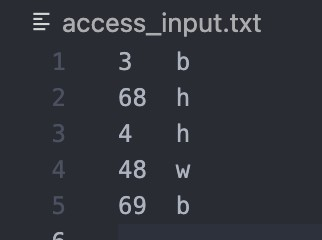 access_input.txt
1 3 b
2 68 h
3 4 h
4 48 w
5 69 b
6